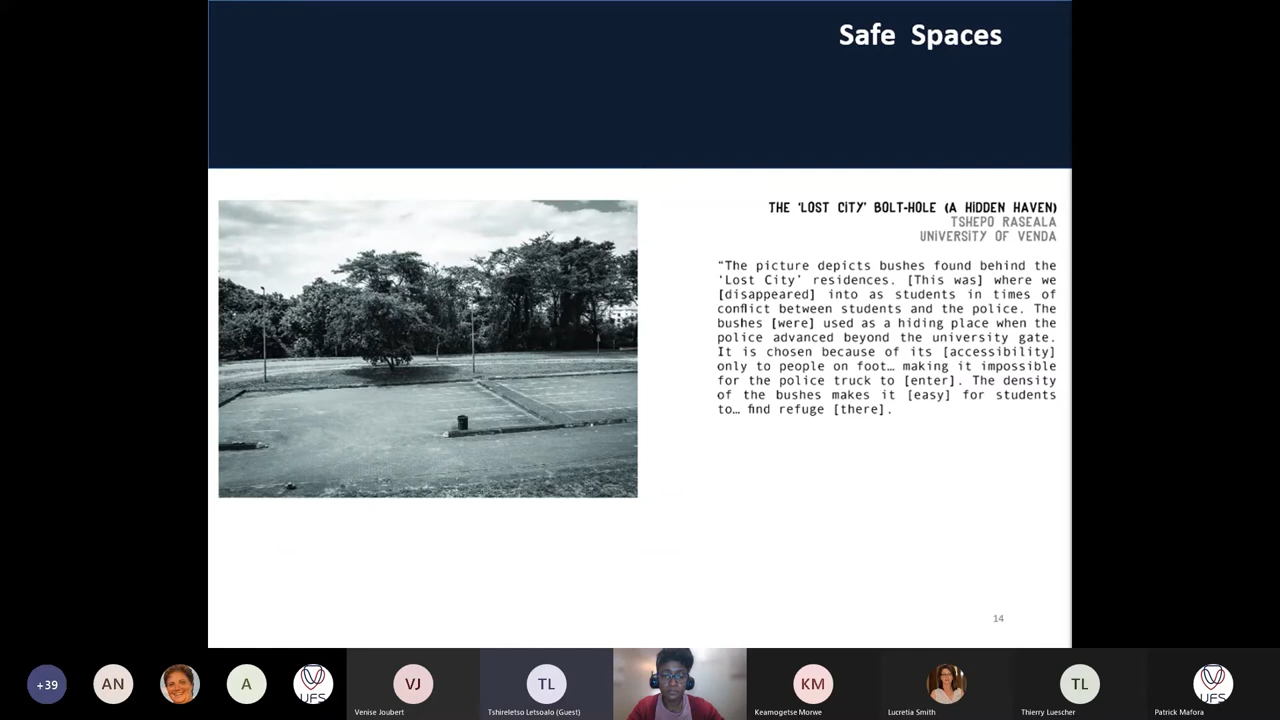 Safe Spaces
THE ‘LOST CITY’ BOLT-HOLE (A HIDDEN HAVEN)
TSHEPO RASEALA
UNIVERSITY OF VENDA
“The picture depicts bushes found behind the
‘Lost City’ residences. [This was] where we
[disappeared] into as students in times of
conflict between students and the police. The
bushes [were] used as a hiding place when the
police advanced beyond the university gate.
It is chosen because of its [accessibility]
only to people on foot… making it impossible
for the police truck to [enter]. The density
of the bushes makes it [easy] for students
to… find refuge [there].
14
+39
AN
A
UFS
VJ
Venise Joubert
TL
Tshireletso Letsoalo (Guest)
KM
Keamogetse Morwe
Lucretia Smith
TL
Thierry Luescher
UFS
Patrick Mafora